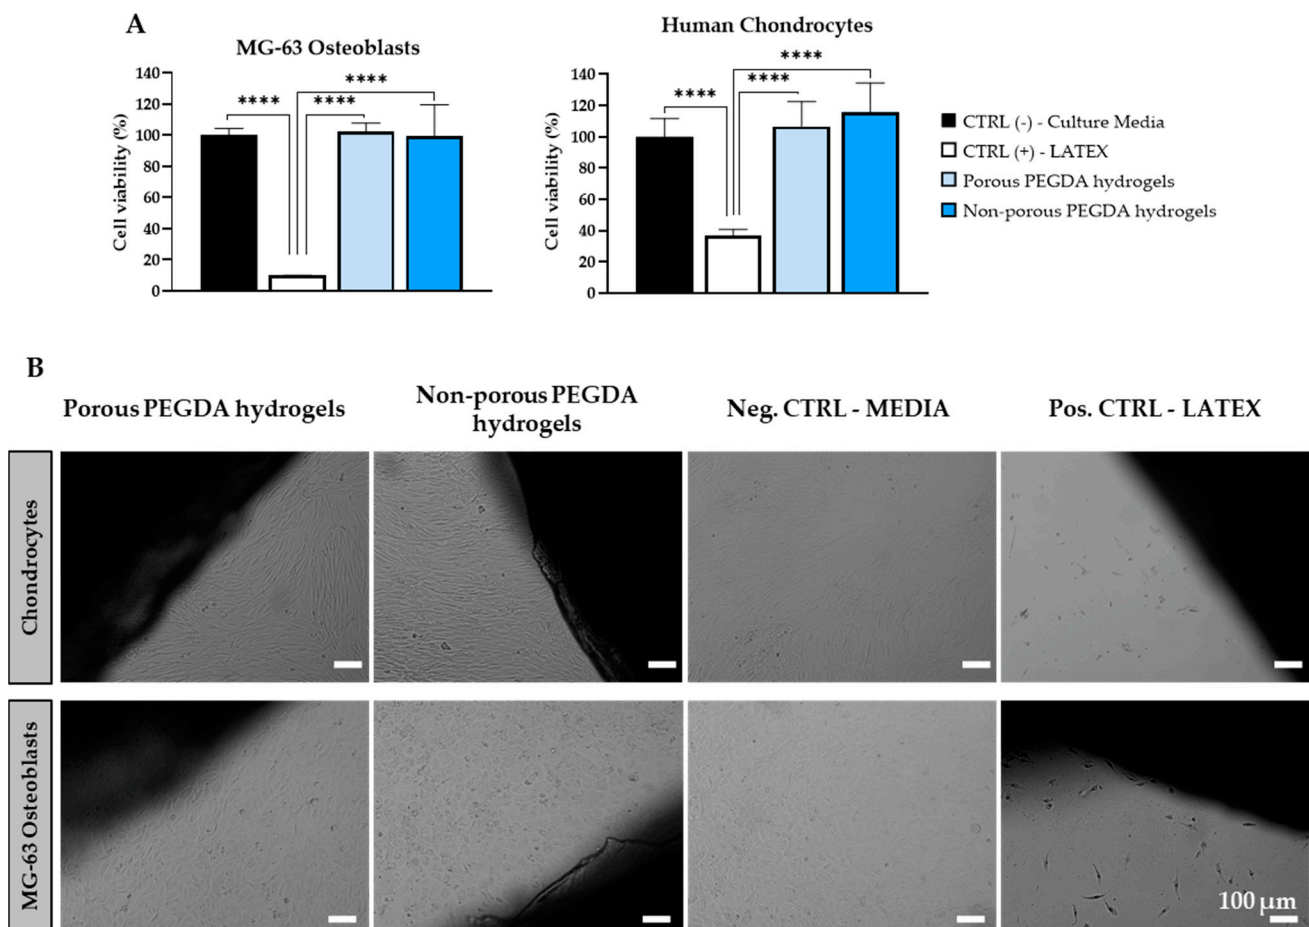 A
MG-63 Osteoblasts
Cell viability (%)
140
120
100
80
60
40
20
0
****
****
****
Human Chondrocytes
Cell viability (%)
140
120
100
80
60
40
20
0
****
****
****
CTRL (-) - Culture Media
CTRL (+) - LATEX
Porous PEGDA hydrogels
Non-porous PEGDA hydrogels
B
Porous PEGDA hydrogels
Non-porous PEGDA
hydrogels
Neg. CTRL - MEDIA
Pos. CTRL - LATEX
Chondrocytes
MG-63 Osteoblasts
100 µm